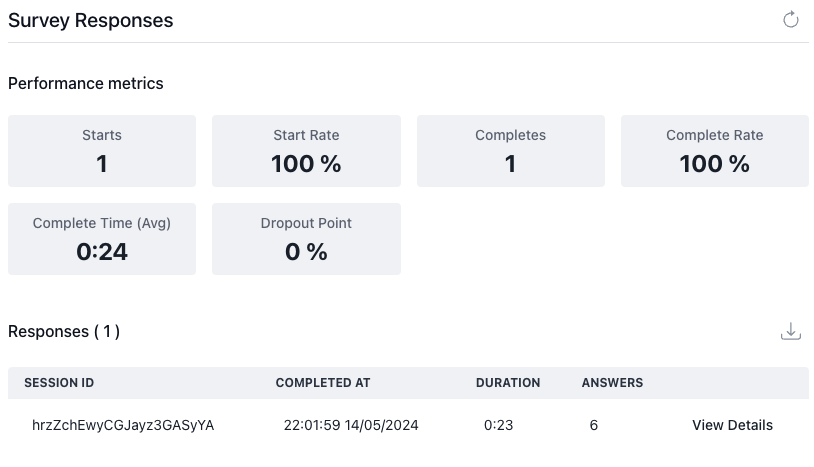 Survey Responses
Performance metrics
Starts Start Rate Completes Complete Rate
1 100 % 1 100 %
Complete Time (Avg) Dropout Point
0:24 0 %
Responses ( 1 )
SESSION ID COMPLETED AT DURATION ANSWERS
hrzZchEwyCGJayz3GASyYA 22:01:59 14/05/2024 0:23 6 View Details